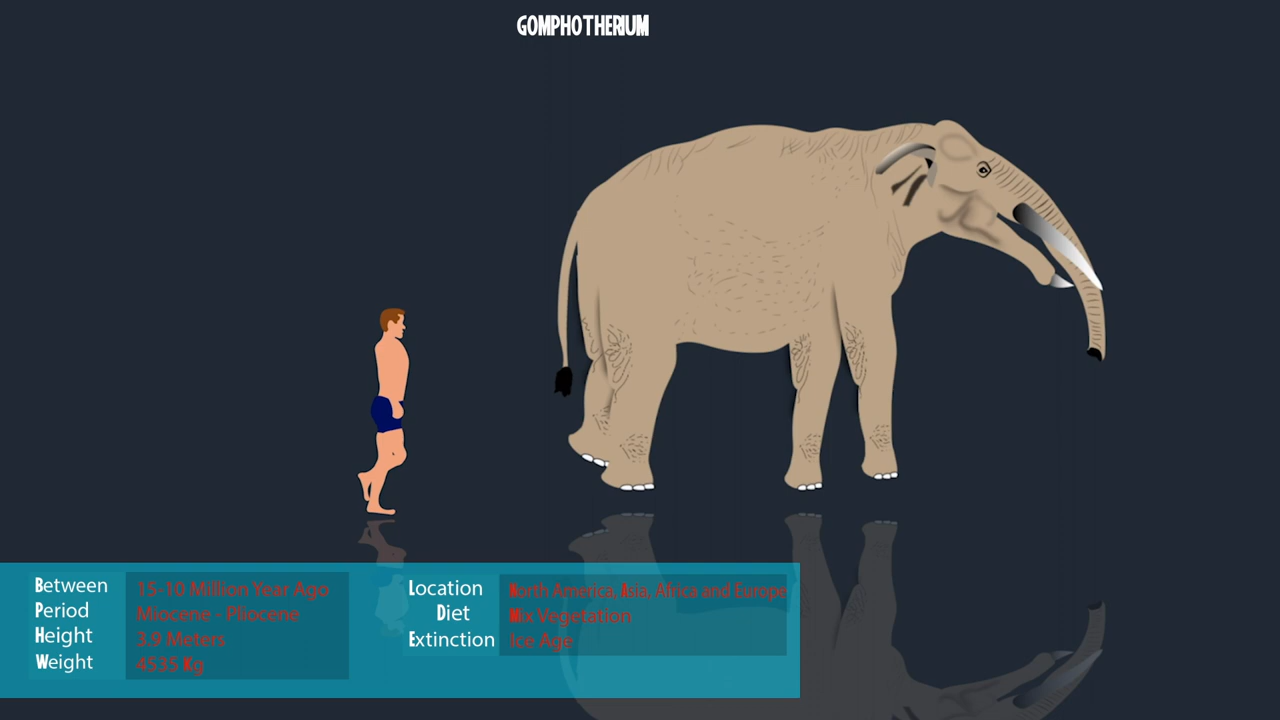 GOMPHOTHERIUM
Between 15-10 Million Year Ago
Period Miocene - Pliocene
Height 3.9 Meters
Weight 4535 Kg
Location North America, Asia, Africa and Europe
Diet Mix Vegetation
Extinction Ice Age